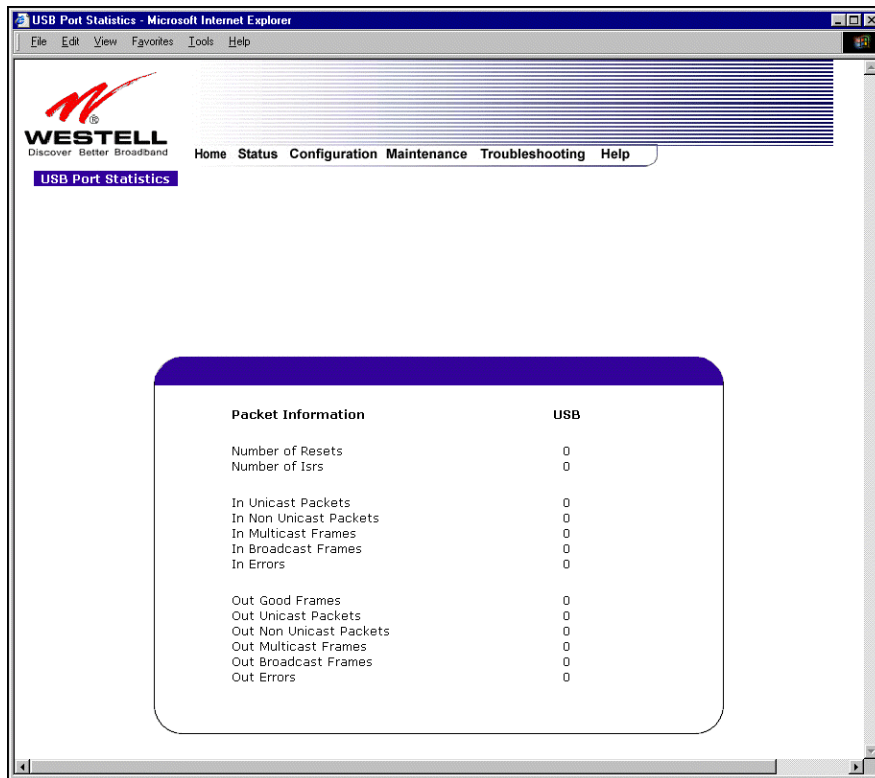 USB Port Statistics - Microsoft Internet Explorer
File Edit View Favorites Tools Help
®
WESTELL
Discover Better Broadband
Home Status Configuration Maintenance Troubleshooting Help
USB Port Statistics
Packet Information USB
Number of Resets 0
Number of Isrs 0
In Unicast Packets 0
In Non Unicast Packets 0
In Multicast Frames 0
In Broadcast Frames 0
In Errors 0
Out Good Frames 0
Out Unicast Packets 0
Out Non Unicast Packets 0
Out Multicast Frames 0
Out Broadcast Frames 0
Out Errors 0